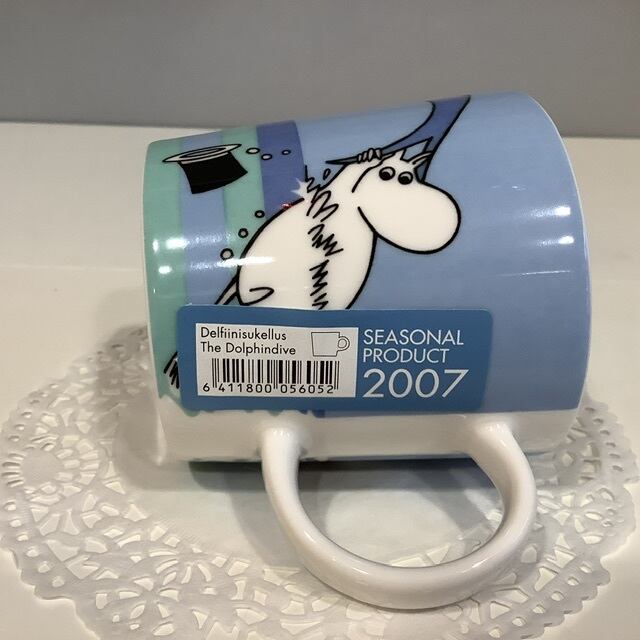 Delfiinisukellus
The Dolphindive
6 411800 056052
SEASONAL
PRODUCT
2007